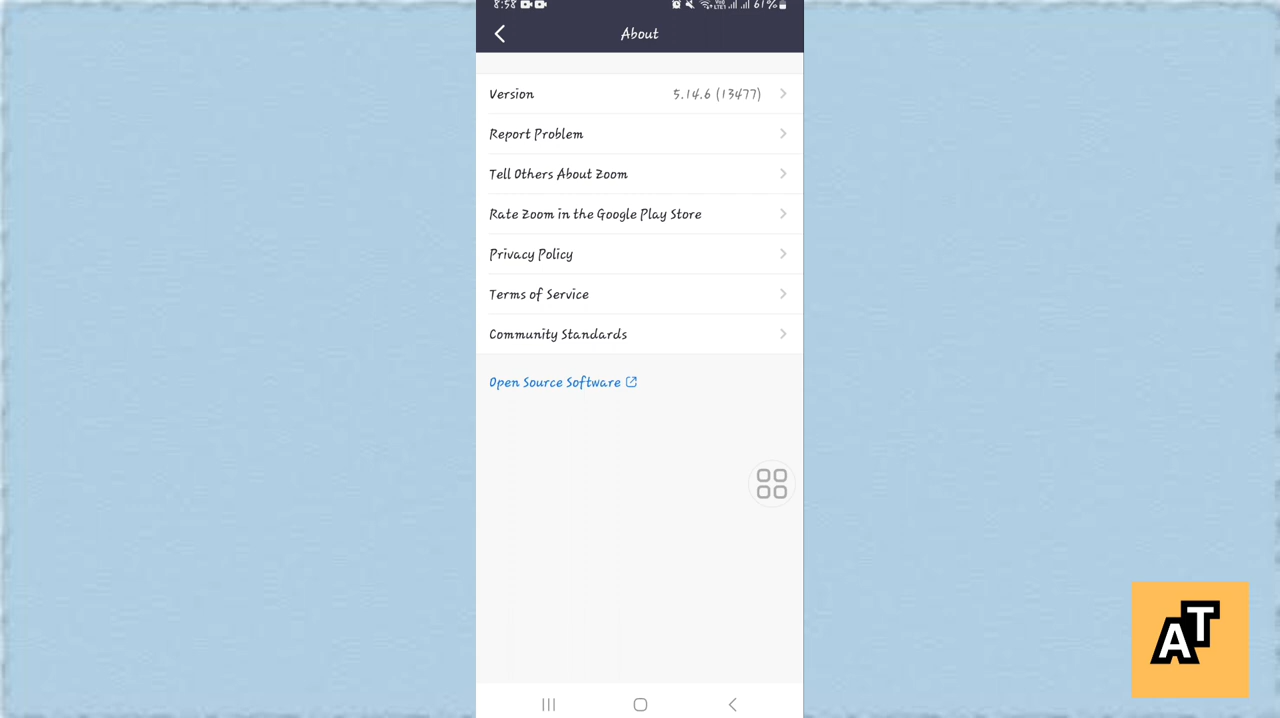 8:58 61%
About
Version 5.14.6 (13477)
Report Problem
Tell Others About Zoom
Rate Zoom in the Google Play Store
Privacy Policy
Terms of Service
Community Standards
Open Source Software
AT